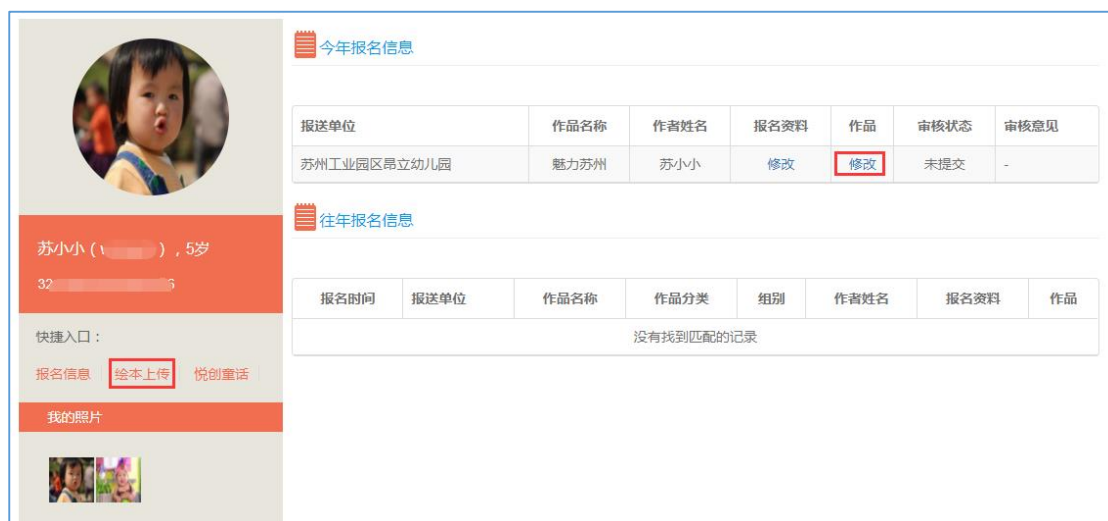 今年报名信息
报送单位 作品名称 作者姓名 报名资料 作品 审核状态 审核意见
苏州工业园区昂立幼儿园 魅力苏州 苏小小 修改 修改 未提交 -
往年报名信息
报名时间 报送单位 作品名称 作品分类 组别 作者姓名 报名资料 作品
没有找到匹配的记录
苏小小 ( ) , 5岁
32 6
快捷入口：
报名信息 绘本上传 悦创童话
我的照片